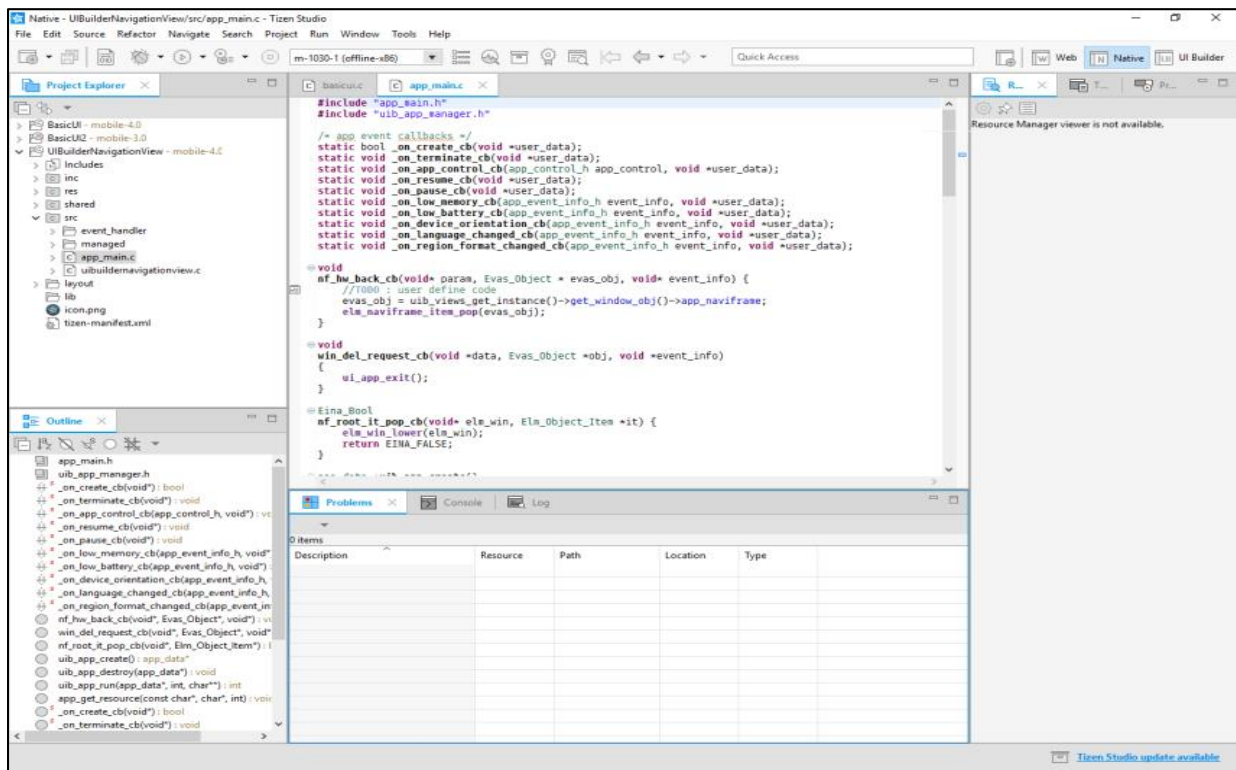 Native - UIBuilderNavigationView/src/app_main.c - Tizen Studio
File Edit Source Refactor Navigate Search Project Run Window Tools Help
m-1030-1 (offline-x86) Quick Access Web Native UI Builder
Project Explorer
BasicUI - mobile-4.0
BasicUI2 - mobile-3.0
UIBuilderNavigationView - mobile-4.0
Includes
inc
res
shared
src
event_handler
managed
app_main.c
uibuildernavigationview.c
layout
lib
icon.png
tizen-manifest.xml
basicui.c app_main.c
#include "app_main.h"
#include "uib_app_manager.h"
/* app event callbacks */
static bool _on_create_cb(void *user_data);
static void _on_terminate_cb(void *user_data);
static void _on_app_control_cb(app_control_h app_control, void *user_data);
static void _on_resume_cb(void *user_data);
static void _on_pause_cb(void *user_data);
static void _on_low_memory_cb(app_event_info_h event_info, void *user_data);
static void _on_low_battery_cb(app_event_info_h event_info, void *user_data);
static void _on_device_orientation_cb(app_event_info_h event_info, void *user_data);
static void _on_language_changed_cb(app_event_info_h event_info, void *user_data);
static void _on_region_format_changed_cb(app_event_info_h event_info, void *user_data);
void
nf_hw_back_cb(void* param, Evas_Object * evas_obj, void* event_info) {
//TODO : user define code
evas_obj = uib_views_get_instance()->get_window_obj()->app_naviframe;
elm_naviframe_item_pop(evas_obj);
}
void
win_del_request_cb(void *data, Evas_Object *obj, void *event_info)
{
ui_app_exit();
}
Eina_Bool
nf_root_it_pop_cb(void* elm_win, Elm_Object_Item *it) {
elm_win_lower(elm_win);
return EINA_FALSE;
}
R... T... Pr...
Resource Manager viewer is not available.
Outline
app_main.h
uib_app_manager.h
_on_create_cb(void*) : bool
_on_terminate_cb(void*) : void
_on_app_control_cb(app_control_h, void*) : vc
_on_resume_cb(void*) : void
_on_pause_cb(void*) : void
_on_low_memory_cb(app_event_info_h, void*
_on_low_battery_cb(app_event_info_h, void*) :
_on_device_orientation_cb(app_event_info_h,
_on_language_changed_cb(app_event_info_h,
_on_region_format_changed_cb(app_event_in
nf_hw_back_cb(void*, Evas_Object*, void*) : v
win_del_request_cb(void*, Evas_Object*, void*
nf_root_it_pop_cb(void*, Elm_Object_Item*) :
uib_app_create() : app_data*
uib_app_destroy(app_data*) : void
uib_app_run(app_data*, int, char**) : int
app_get_resource(const char*, char*, int) : voi
_on_create_cb(void*) : bool
_on_terminate_cb(void*) : void
Problems Console Log
0 items
Description Resource Path Location Type
Tizen Studio update available